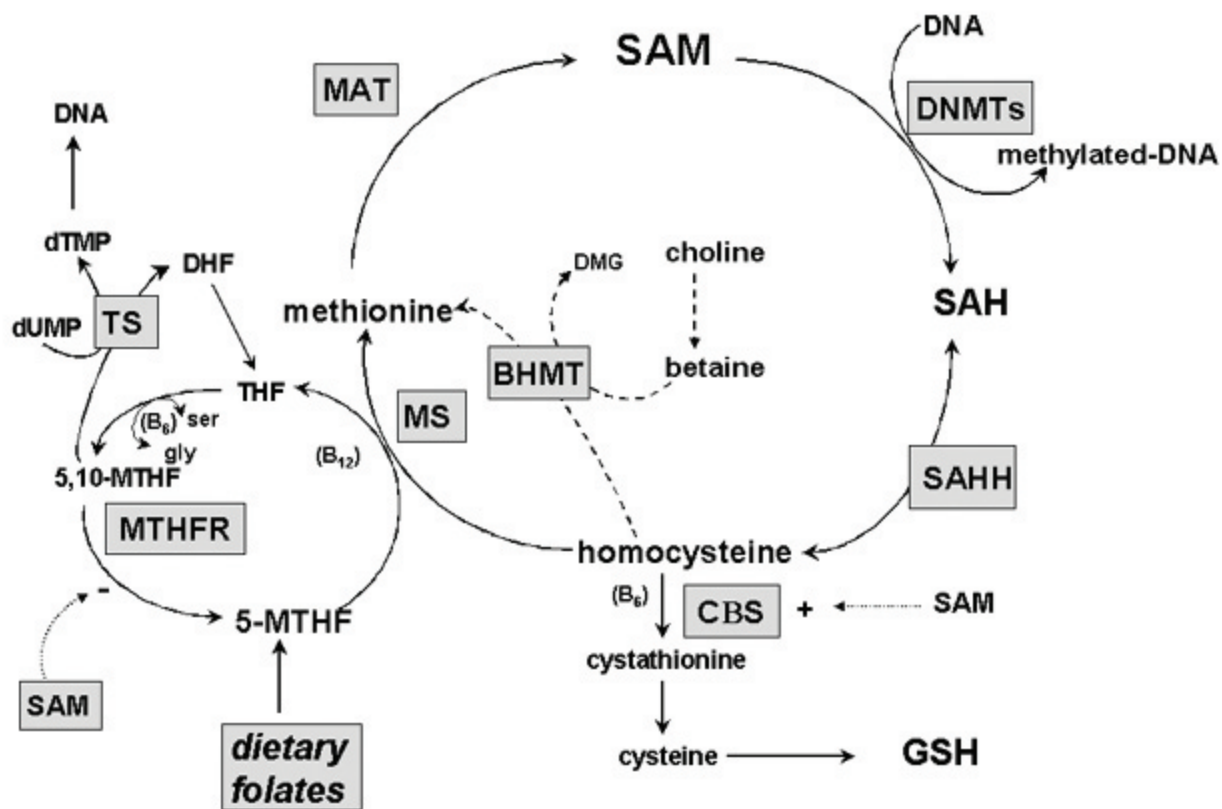 DNA
SAM
MAT
DNMTs
DNA
methylated-DNA
dTMP
DHF
DMG
choline
SAH
dUMP
TS
methionine
BHMT
betaine
THF
MS
(B6)
ser
gly
(B12)
5,10-MTHF
SAHH
MTHFR
homocysteine
-
(B6)
CBS
+
SAM
5-MTHF
cystathionine
SAM
dietary
folates
cysteine
GSH